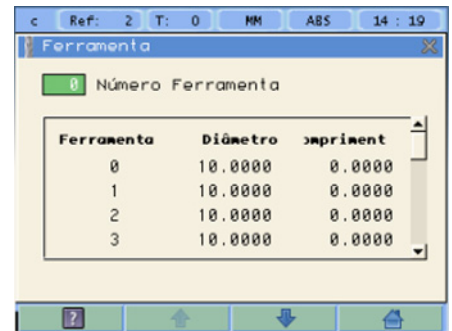 c Ref: 2 T: 0 MM ABS 14 : 19
Ferramenta
0 Número Ferramenta
Ferramenta Diâmetro ompriment
0 10.0000 0.0000
1 10.0000 0.0000
2 10.0000 0.0000
3 10.0000 0.0000
?